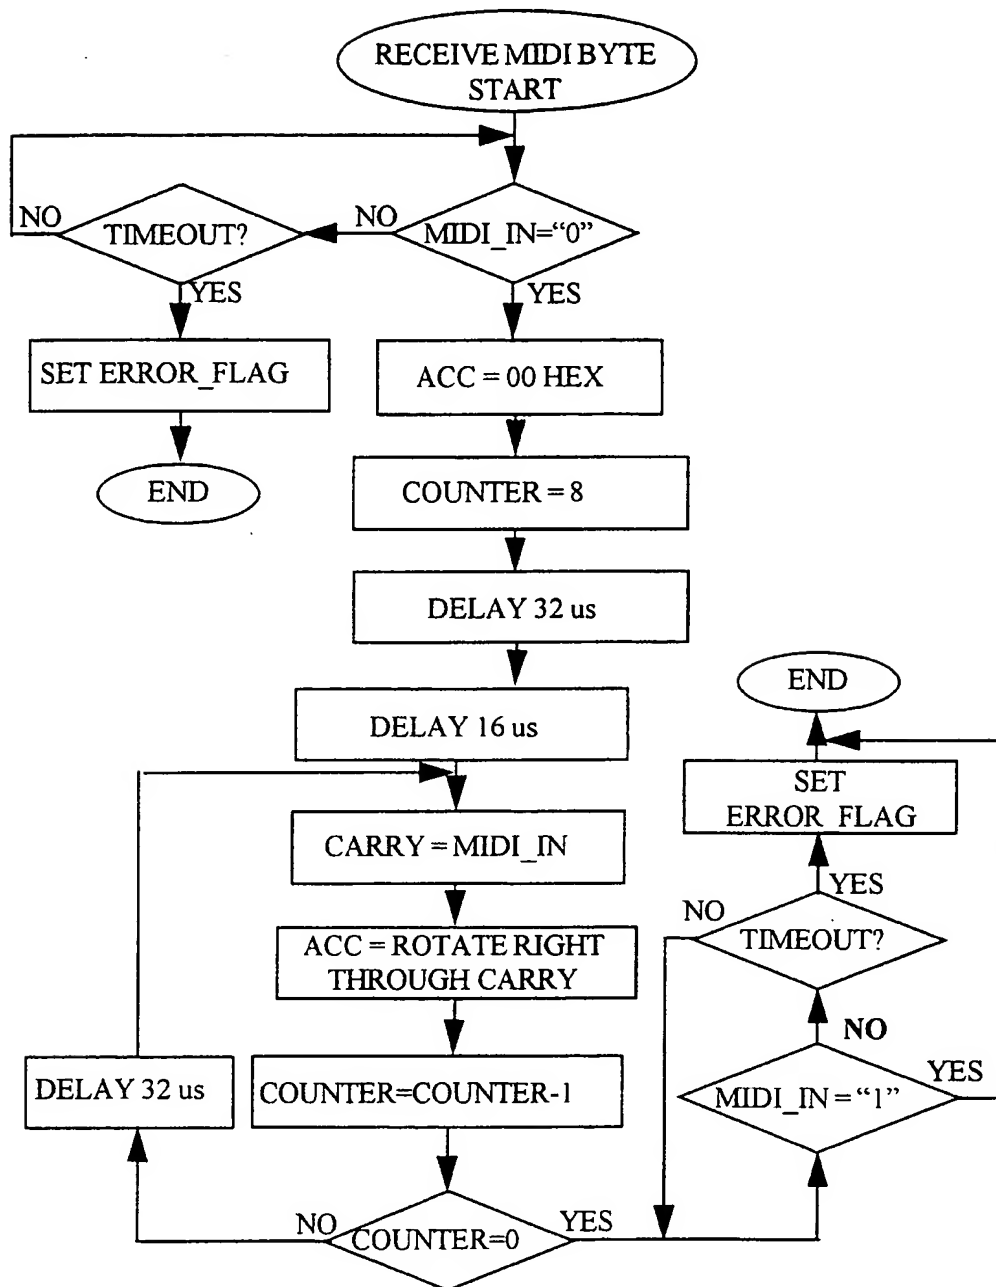 RECEIVE MIDI BYTE
START
NO
TIMEOUT?
NO
MIDI_IN="0"
YES
YES
SET ERROR_FLAG
ACC = 00 HEX
END
COUNTER = 8
DELAY 32 us
DELAY 16 us
CARRY = MIDI_IN
ACC = ROTATE RIGHT
THROUGH CARRY
DELAY 32 us
COUNTER=COUNTER-1
NO
COUNTER=0
YES
END
SET
ERROR FLAG
YES
NO
TIMEOUT?
NO
MIDI_IN = "1"
YES